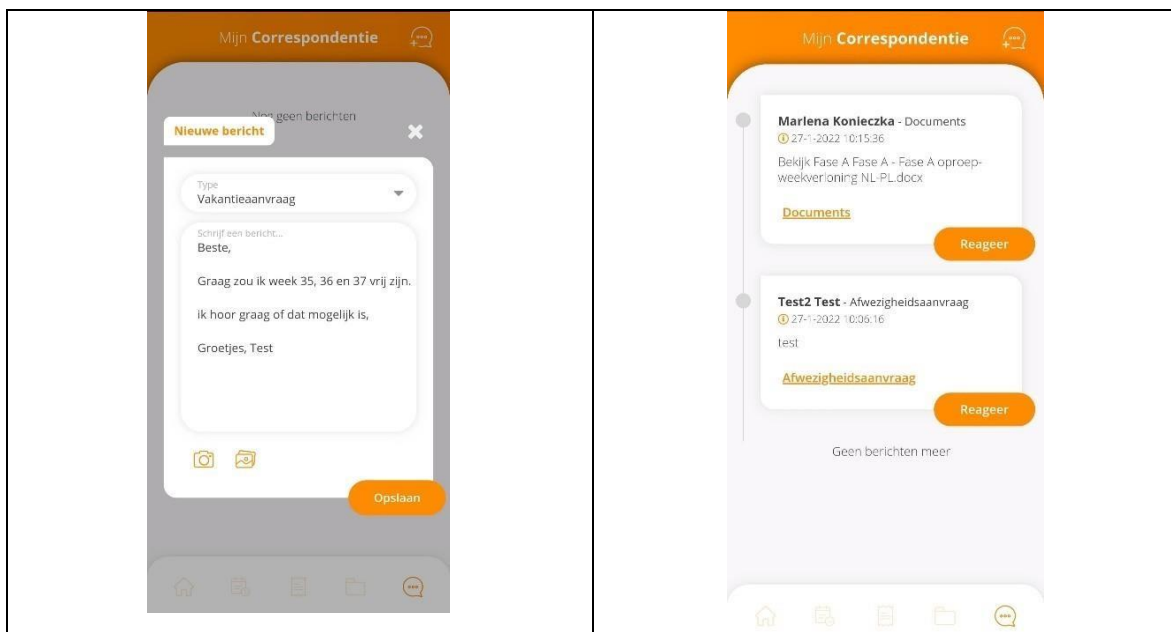 Mijn Correspondentie
Nog geen berichten
Nieuwe bericht
Type
Vakantieaanvraag
Schrijf een bericht...
Beste,
Graag zou ik week 35, 36 en 37 vrij zijn.
ik hoor graag of dat mogelijk is,
Groetjes, Test
Opslaan
Mijn Correspondentie
Marlena Konieczka - Documents
27-1-2022 10:15:36
Bekijk Fase A Fase A - Fase A oproep-
weekverloning NL-PL.docx
Documents
Reageer
Test2 Test - Afwezigheidsaanvraag
27-1-2022 10:06:16
test
Afwezigheidsaanvraag
Reageer
Geen berichten meer